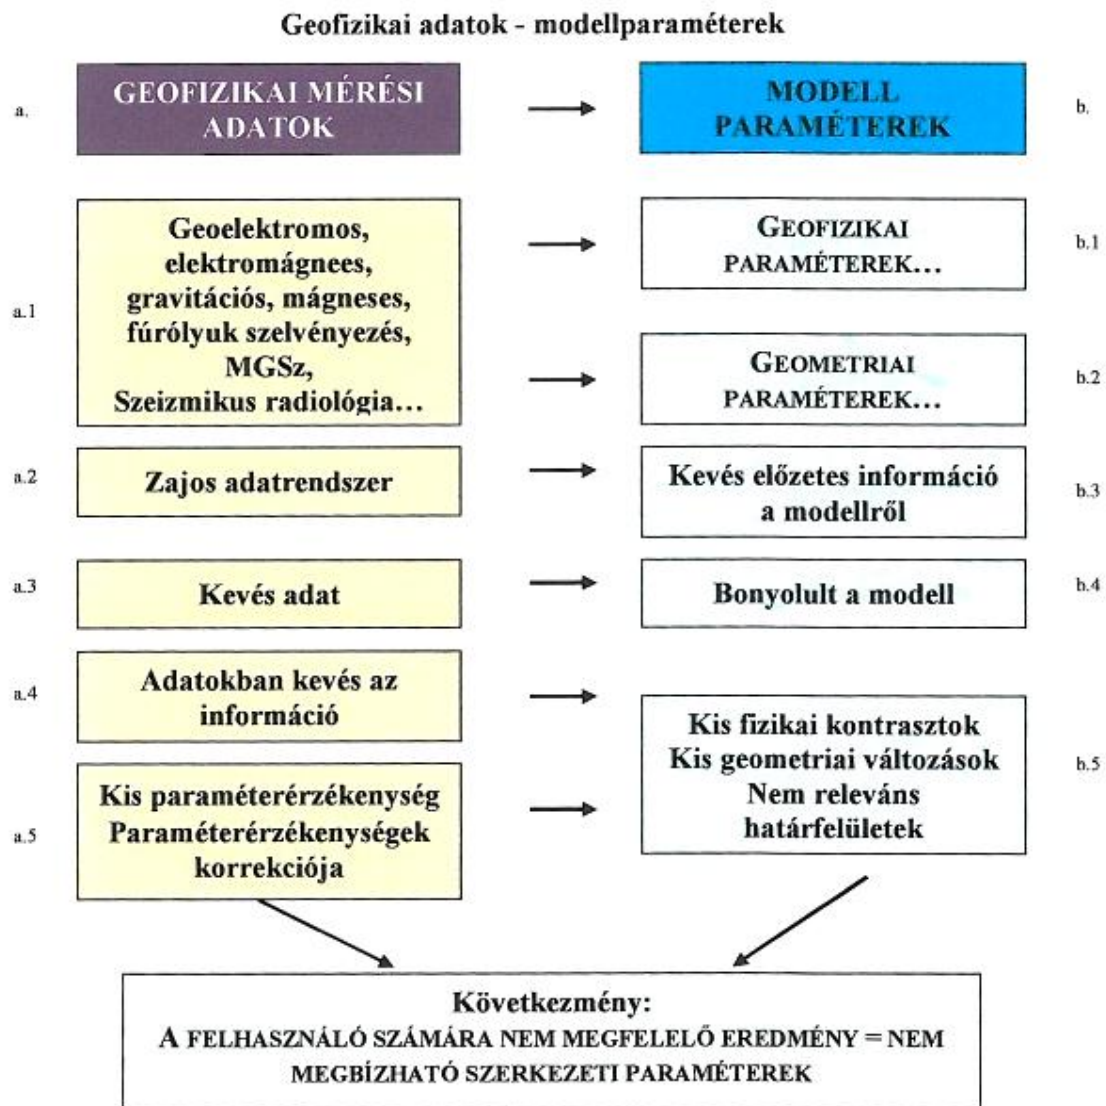 Geofizikai adatok - modellparaméterek
a.
GEOFIZIKAI MÉRÉSI
ADATOK
MODELL
PARAMÉTEREK
b.
a.1
Geoelektromos,
elektromágnees,
gravitációs, mágneses,
fúrólyuk szelvényezés,
MGSz,
Szeizmikus radiológia…
GEOFIZIKAI
PARAMÉTEREK…
b.1
GEOMETRIAI
PARAMÉTEREK…
b.2
a.2
Zajos adatrendszer
Kevés előzetes információ
a modellről
b.3
a.3
Kevés adat
Bonyolult a modell
b.4
a.4
Adatokban kevés az
információ
a.5
Kis paraméterérzékenység
Paraméterérzékenységek
korrekciója
Kis fizikai kontrasztok
Kis geometriai változások
Nem releváns
határfelületek
b.5
Következmény:
A FELHASZNÁLÓ SZÁMÁRA NEM MEGFELELŐ EREDMÉNY = NEM
MEGBÍZHATÓ SZERKEZETI PARAMÉTEREK